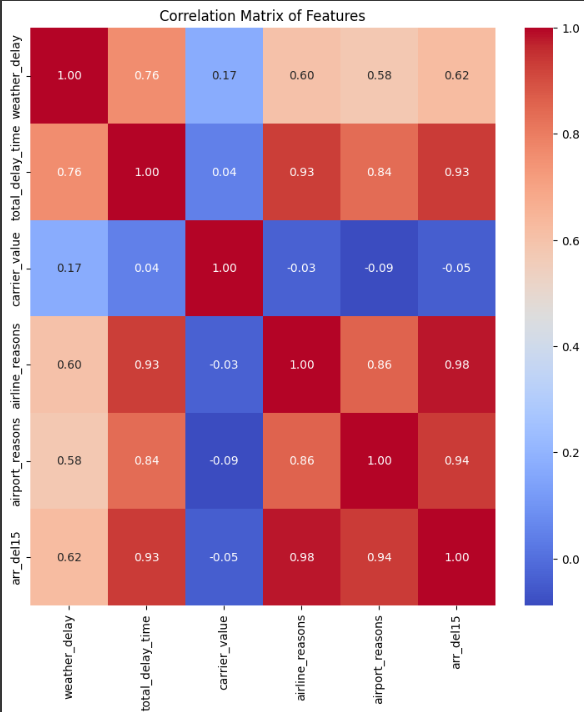 Correlation Matrix of Features
weather_delay 1.00 0.76 0.17 0.60 0.58 0.62
total_delay_time 0.76 1.00 0.04 0.93 0.84 0.93
carrier_value 0.17 0.04 1.00 -0.03 -0.09 -0.05
airline_reasons 0.60 0.93 -0.03 1.00 0.86 0.98
airport_reasons 0.58 0.84 -0.09 0.86 1.00 0.94
arr_del15 0.62 0.93 -0.05 0.98 0.94 1.00
weather_delay total_delay_time carrier_value airline_reasons airport_reasons arr_del15
1.0
0.8
0.6
0.4
0.2
0.0